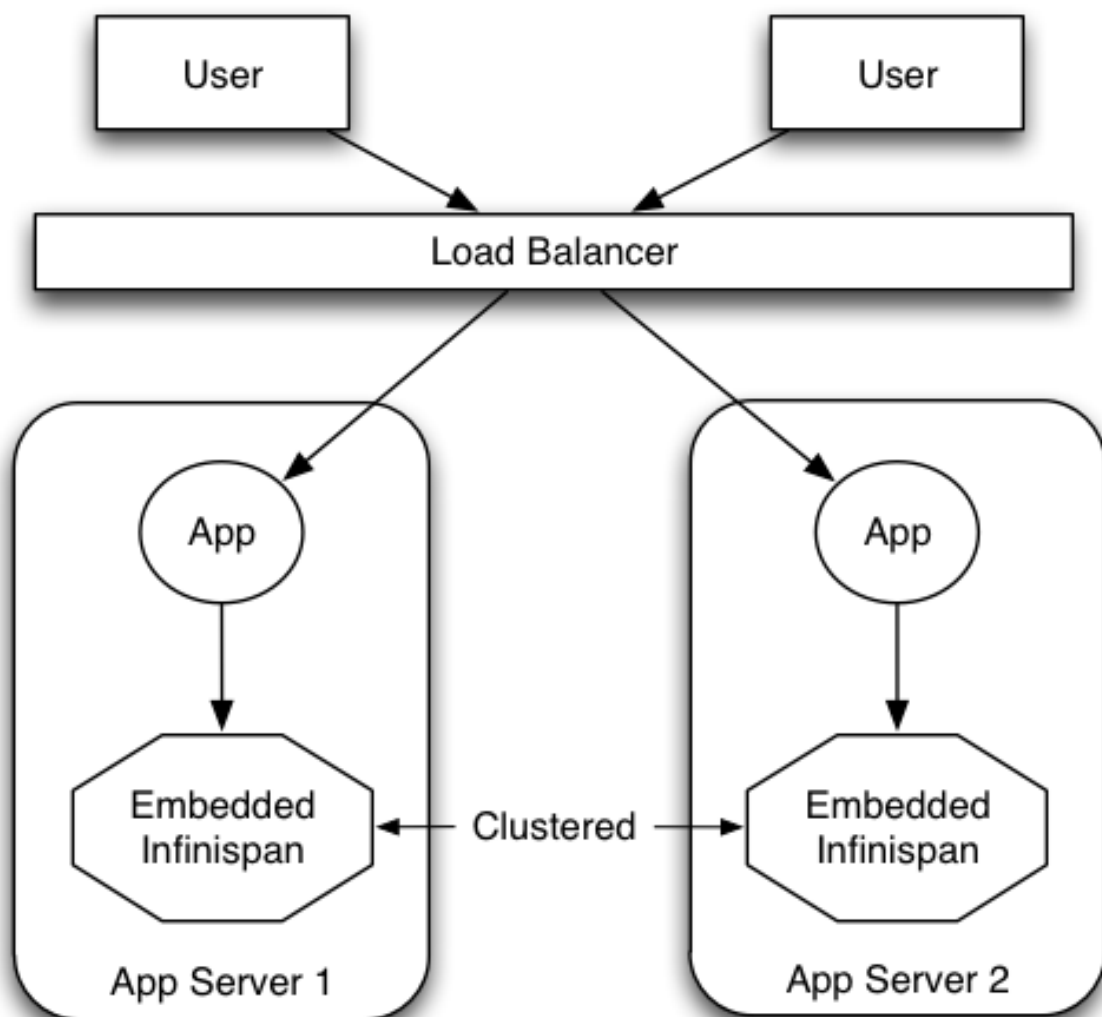 User
User
Load Balancer
App
App
Embedded
Infinispan
Clustered
Embedded
Infinispan
App Server 1
App Server 2